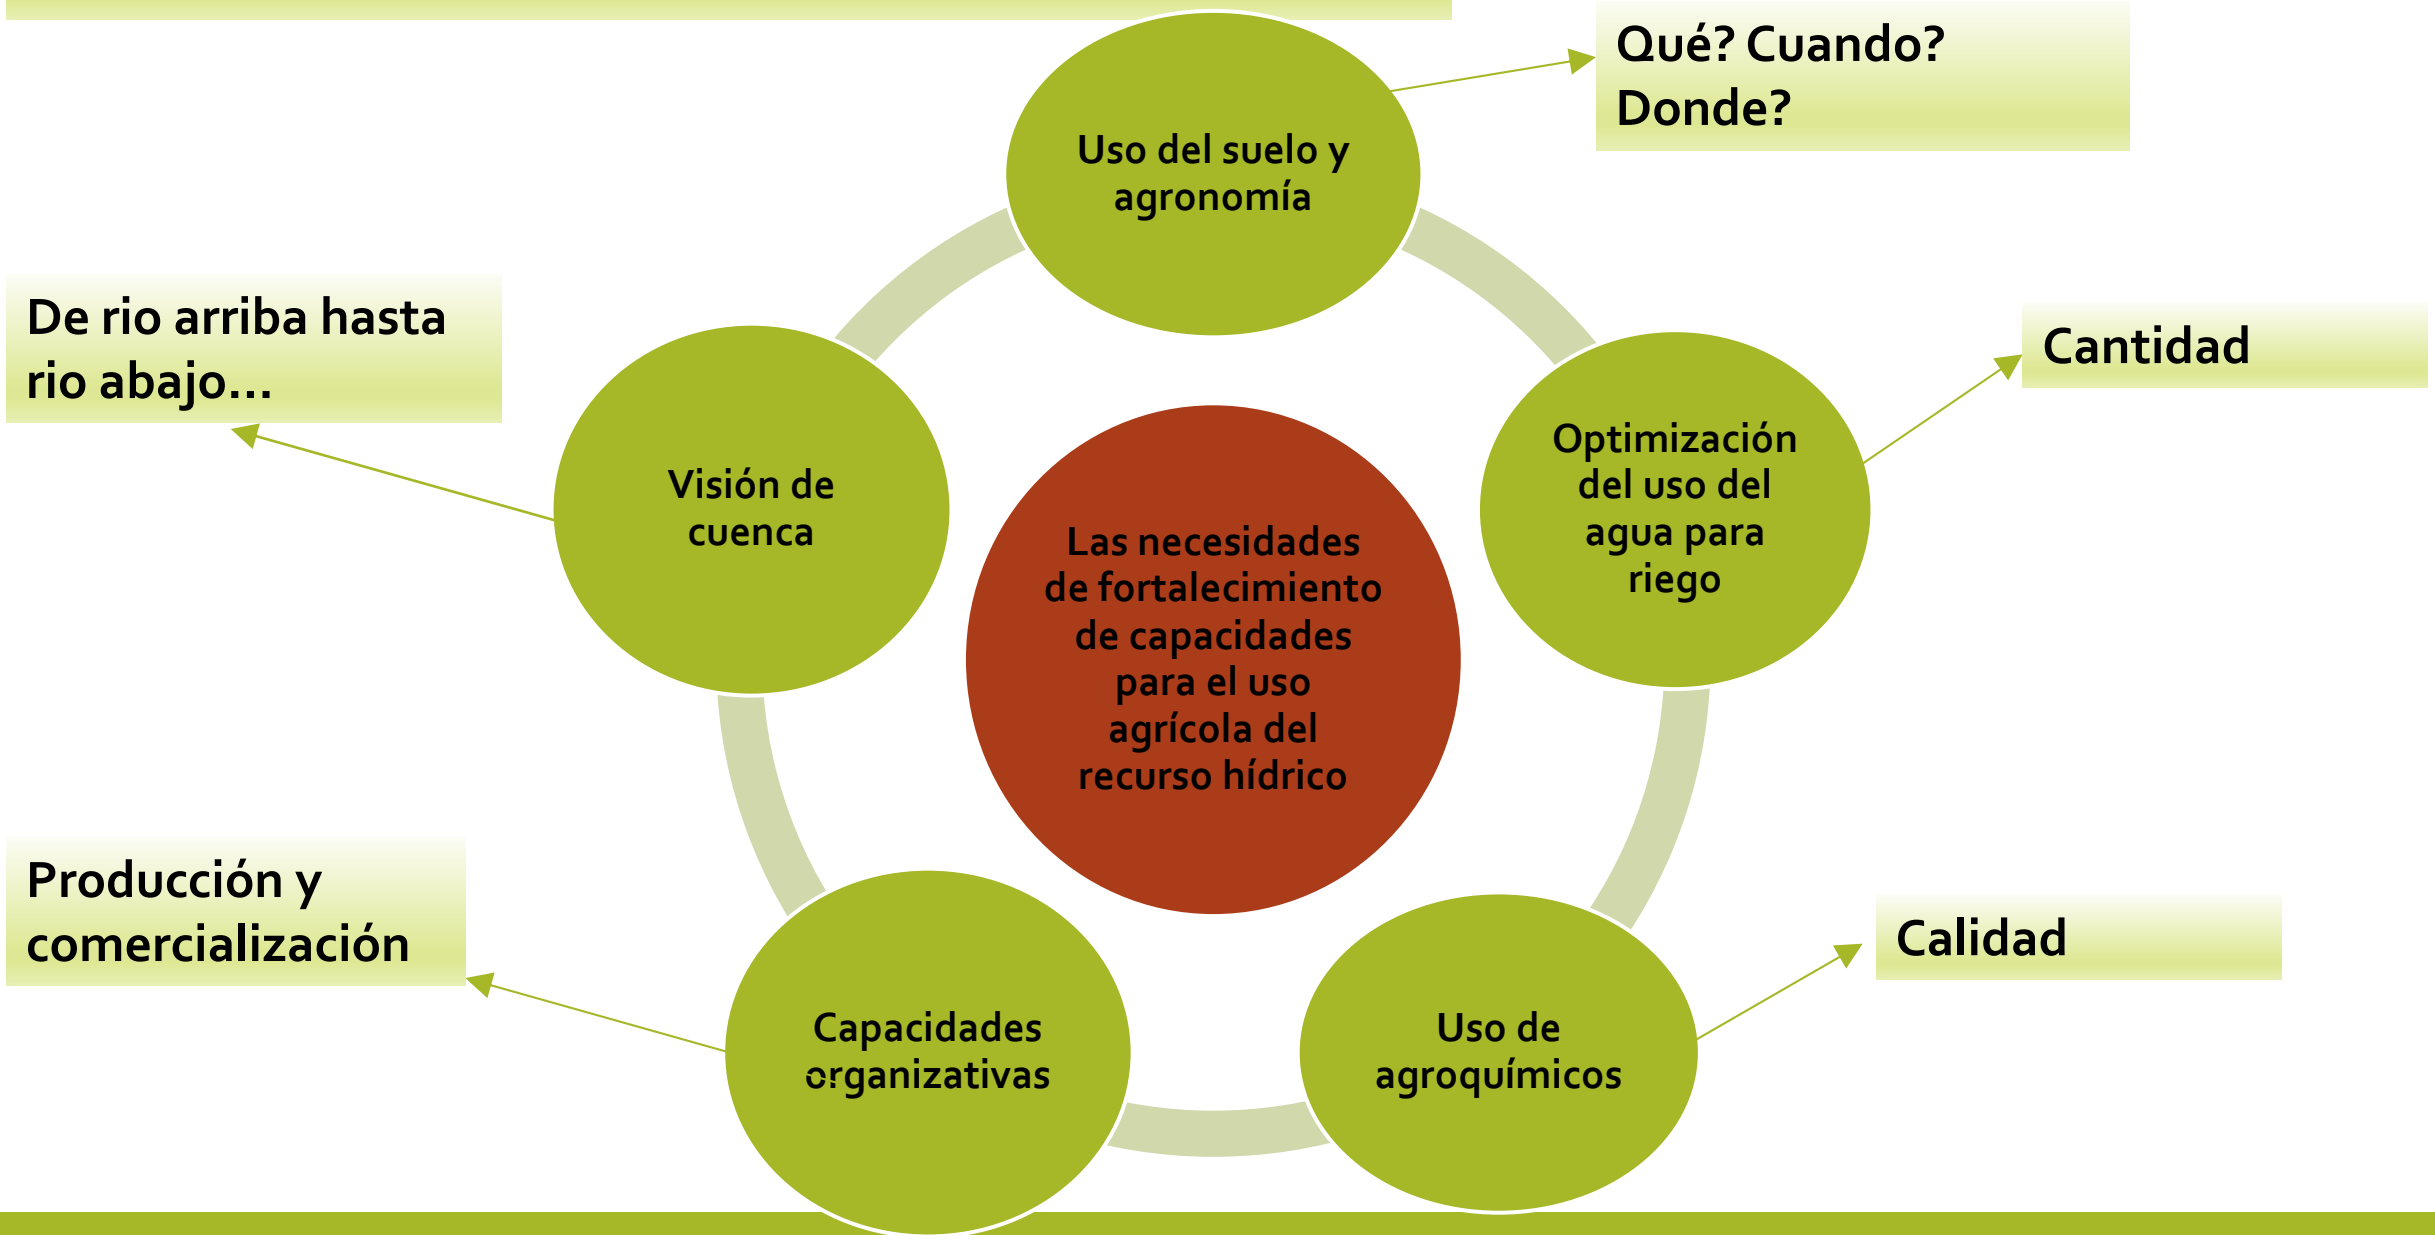 Qué? Cuando?
Donde?
Uso del suelo y
agronomía
De rio arriba hasta
rio abajo...
Cantidad
Optimización
del uso del
agua para
riego
Visión de
cuenca
Las necesidades
de fortalecimiento
de capacidades
para el uso
agrícola del
recurso hídrico
Producción y
comercialización
Calidad
Capacidades
organizativas
Uso de
agroquímicos